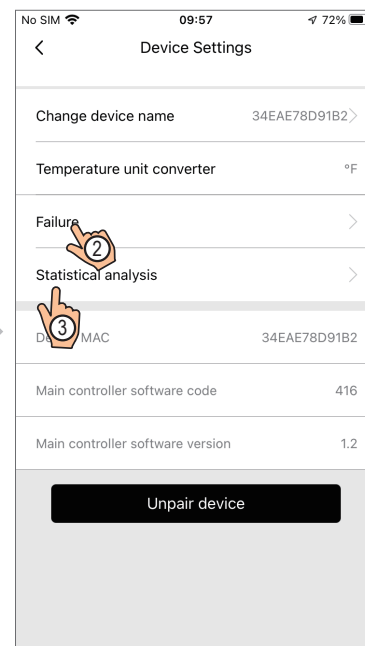 No SIM 09:57 72%
Device Settings
Change device name 34EAE78D91B2
Temperature unit converter °F
Failure
2
Statistical analysis
3
MAC 34EAE78D91B2
Main controller software code 416
Main controller software version 1.2
Unpair device